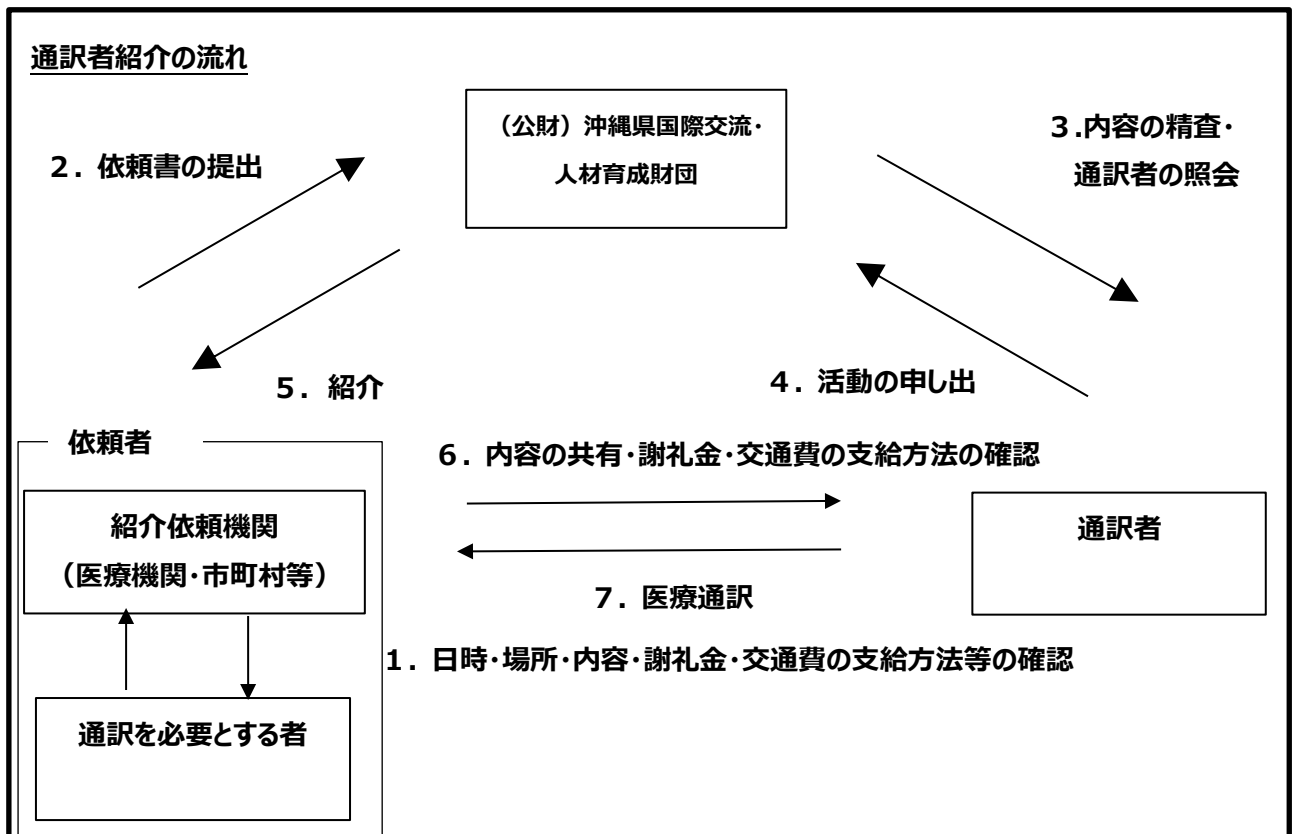 通訳者紹介の流れ
（公財）沖縄県国際交流・
人材育成財団
２．依頼書の提出
３.内容の精査・
通訳者の照会
５．紹介
４．活動の申し出
依頼者
６．内容の共有・謝礼金・交通費の支給方法の確認
紹介依頼機関
（医療機関・市町村等）
通訳者
７．医療通訳
１．日時・場所・内容・謝礼金・交通費の支給方法等の確認
通訳を必要とする者